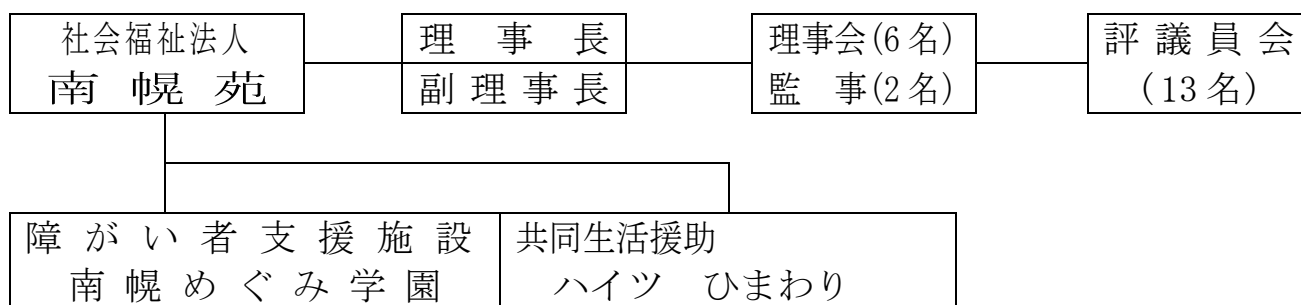 社会福祉法人
南幌苑
理事長
副理事長
理事会(6名)
監　事(2名)
評議員会
(13名)
障がい者支援施設
南幌めぐみ学園
共同生活援助
ハイツ　ひまわり